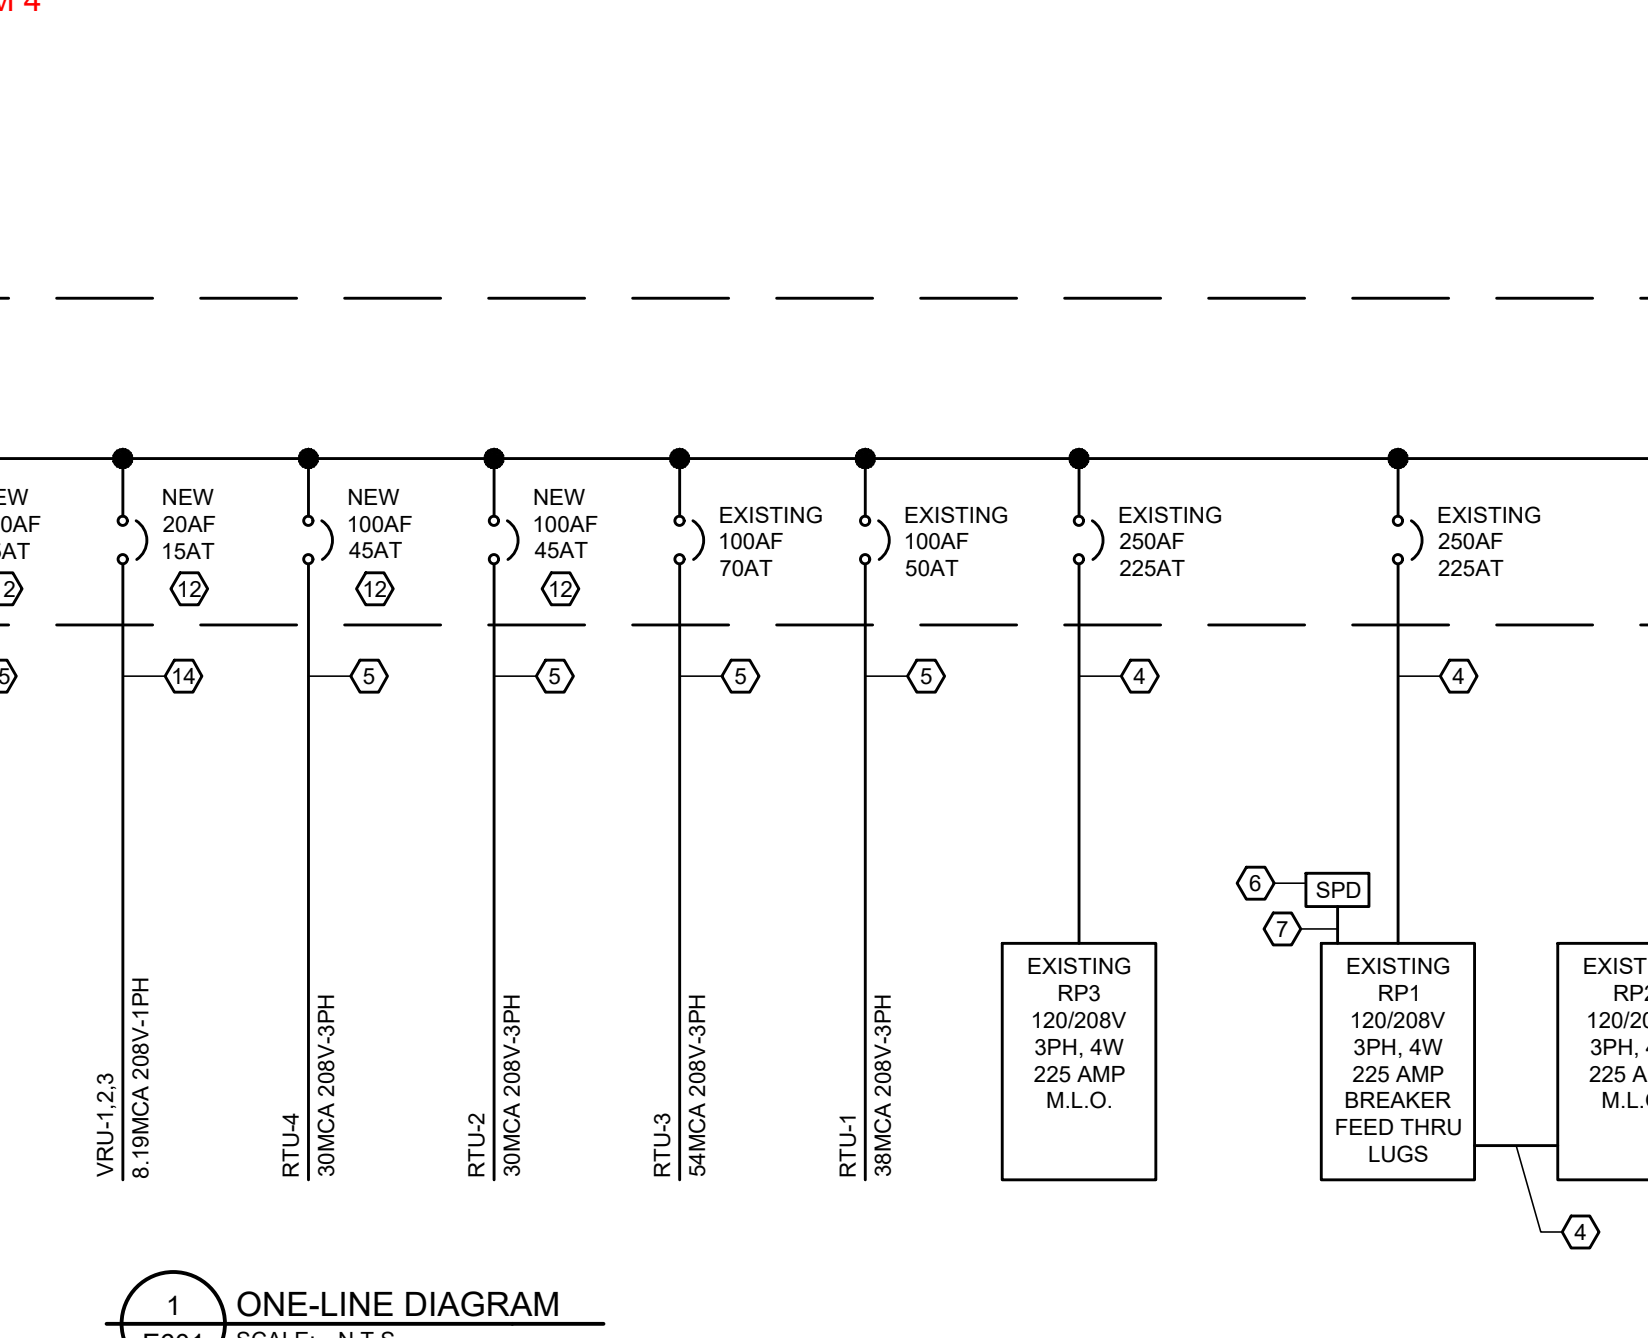 NEW
20AF
15AT
12
NEW
100AF
45AT
12
NEW
100AF
45AT
12
EXISTING
100AF
70AT
EXISTING
100AF
50AT
EXISTING
250AF
225AT
EXISTING
250AF
225AT
14
5
5
5
5
4
4
VRU-1,2,3
8.19MCA 208V-1PH
RTU-4
30MCA 208V-3PH
RTU-2
30MCA 208V-3PH
RTU-3
54MCA 208V-3PH
RTU-1
38MCA 208V-3PH
EXISTING
RP3
120/208V
3PH, 4W
225 AMP
M.L.O.
6
SPD
7
EXISTING
RP1
120/208V
3PH, 4W
225 AMP
BREAKER
FEED THRU
LUGS
4
1
ONE-LINE DIAGRAM
SCALE: N.T.S.